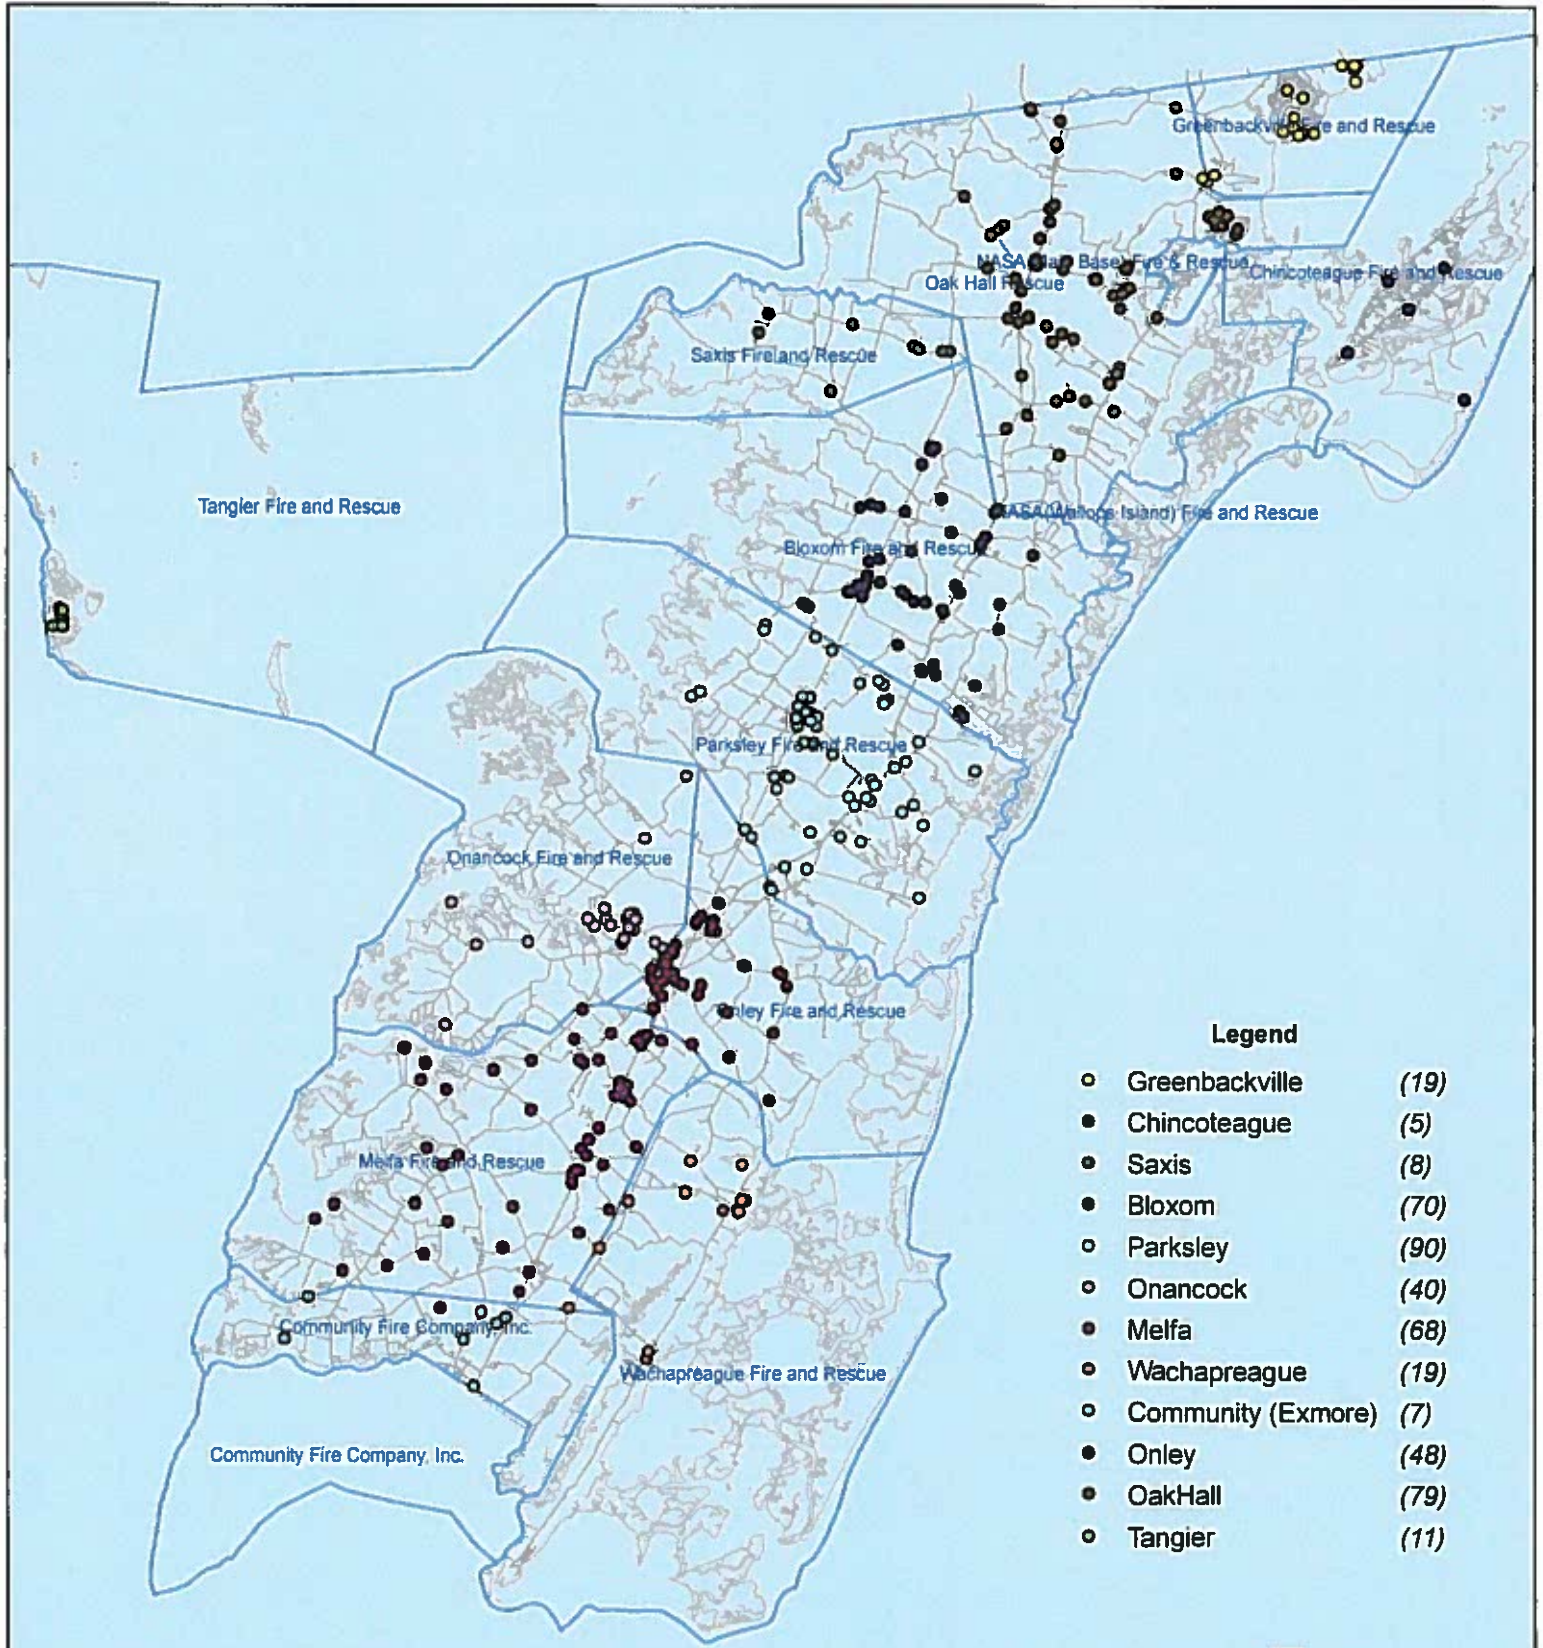 Greenbackville Fire and Rescue
NASA (Main Base) Fire & Rescue
Chincoteague Fire and Rescue
Oak Hall Rescue
Saxis Fire and Rescue
Tangier Fire and Rescue
NASA (Wallops Island) Fire and Rescue
Bloxom Fire and Rescue
Parksley Fire and Rescue
Onancock Fire and Rescue
Onley Fire and Rescue
Melfa Fire and Rescue
Community Fire Company, Inc.
Wachapreague Fire and Rescue
Community Fire Company, Inc.
Legend
Greenbackville (19)
Chincoteague (5)
Saxis (8)
Bloxom (70)
Parksley (90)
Onancock (40)
Melfa (68)
Wachapreague (19)
Community (Exmore) (7)
Onley (48)
OakHall (79)
Tangier (11)